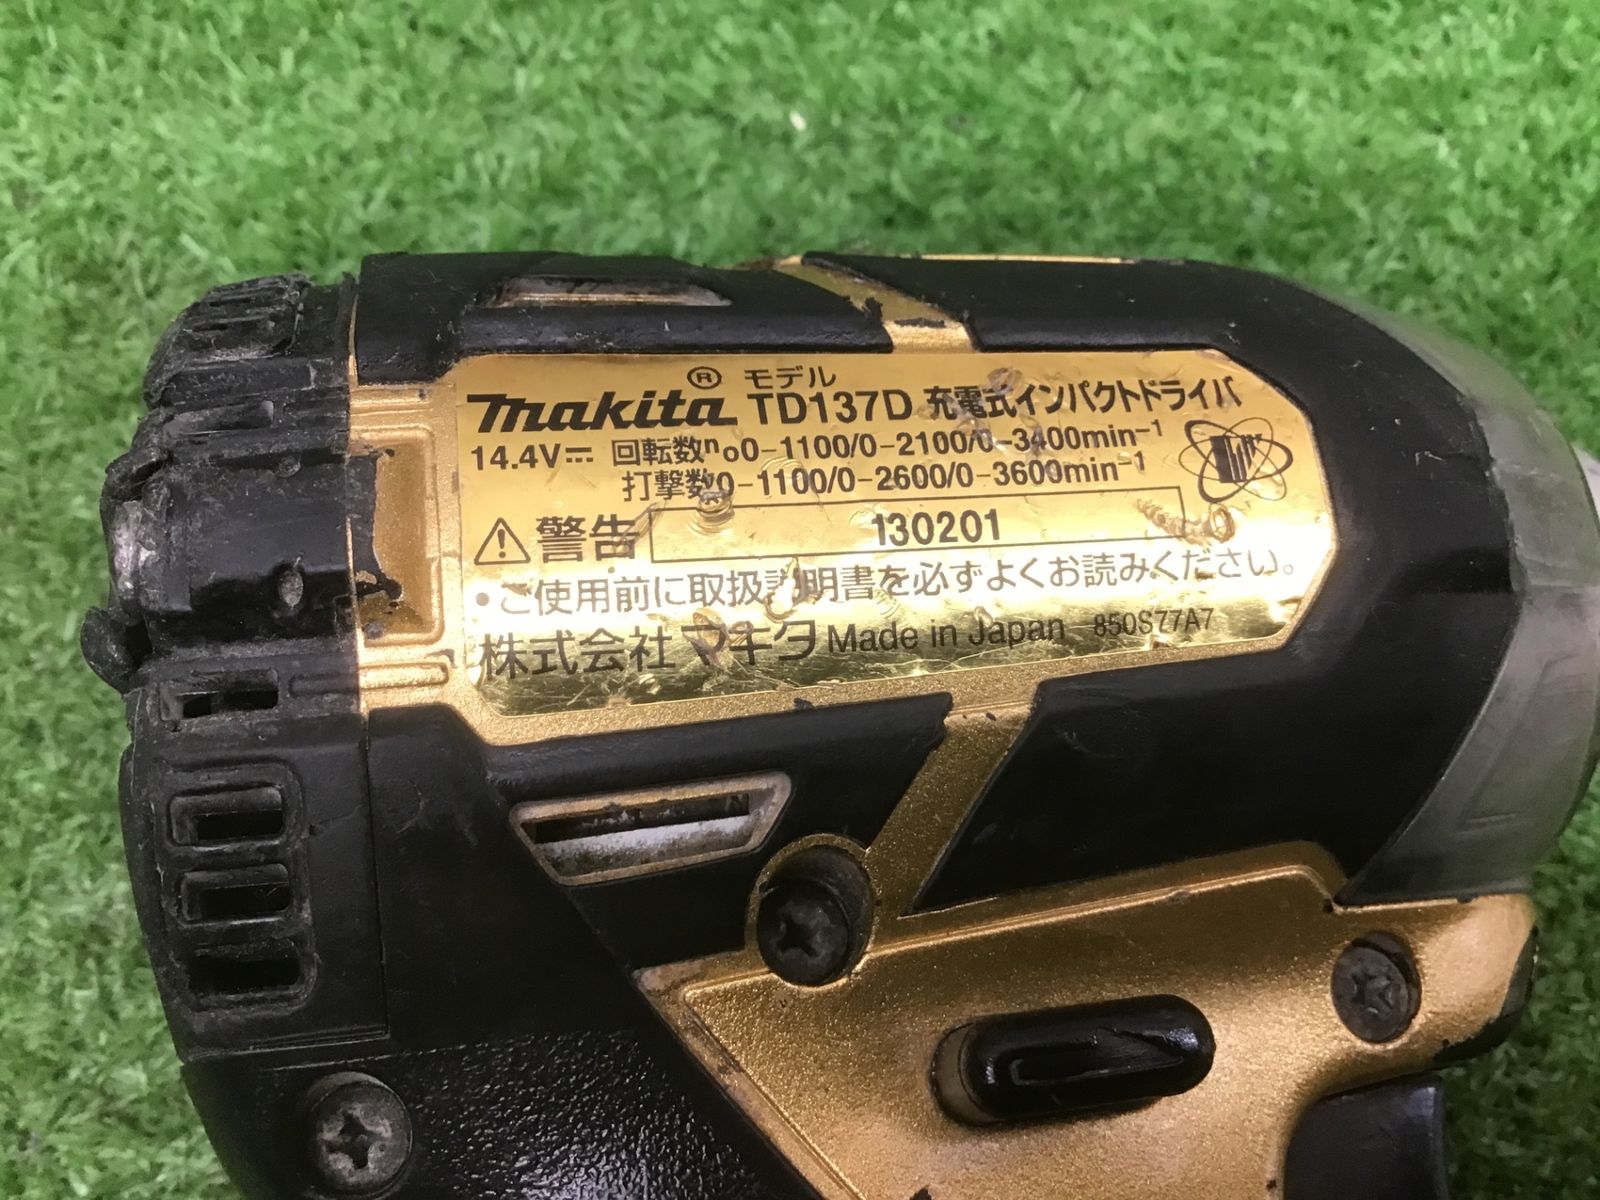 makita® モデル TD137D 充電式インパクトドライバ
14.4V⎓ 回転数n₀0-1100/0-2100/0-3400min⁻¹
打撃数0-1100/0-2600/0-3600min⁻¹
⚠警告 130201
・ご使用前に取扱説明書を必ずよくお読みください。
株式会社マキタ Made in Japan 850S77A7